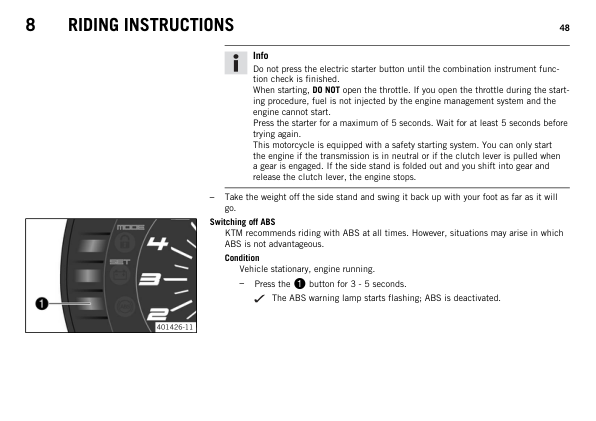 8 RIDING INSTRUCTIONS 48
Info
Do not press the electric starter button until the combination instrument func-
tion check is finished.
When starting, DO NOT open the throttle. If you open the throttle during the start-
ing procedure, fuel is not injected by the engine management system and the
engine cannot start.
Press the starter for a maximum of 5 seconds. Wait for at least 5 seconds before
trying again.
This motorcycle is equipped with a safety starting system. You can only start
the engine if the transmission is in neutral or if the clutch lever is pulled when
a gear is engaged. If the side stand is folded out and you shift into gear and
release the clutch lever, the engine stops.
– Take the weight off the side stand and swing it back up with your foot as far as it will
go.
Switching off ABS
KTM recommends riding with ABS at all times. However, situations may arise in which
ABS is not advantageous.
Condition
Vehicle stationary, engine running.
– Press the 1 button for 3 - 5 seconds.
✓ The ABS warning lamp starts flashing; ABS is deactivated.
MODE
4
SET
3
1
2
401426-11